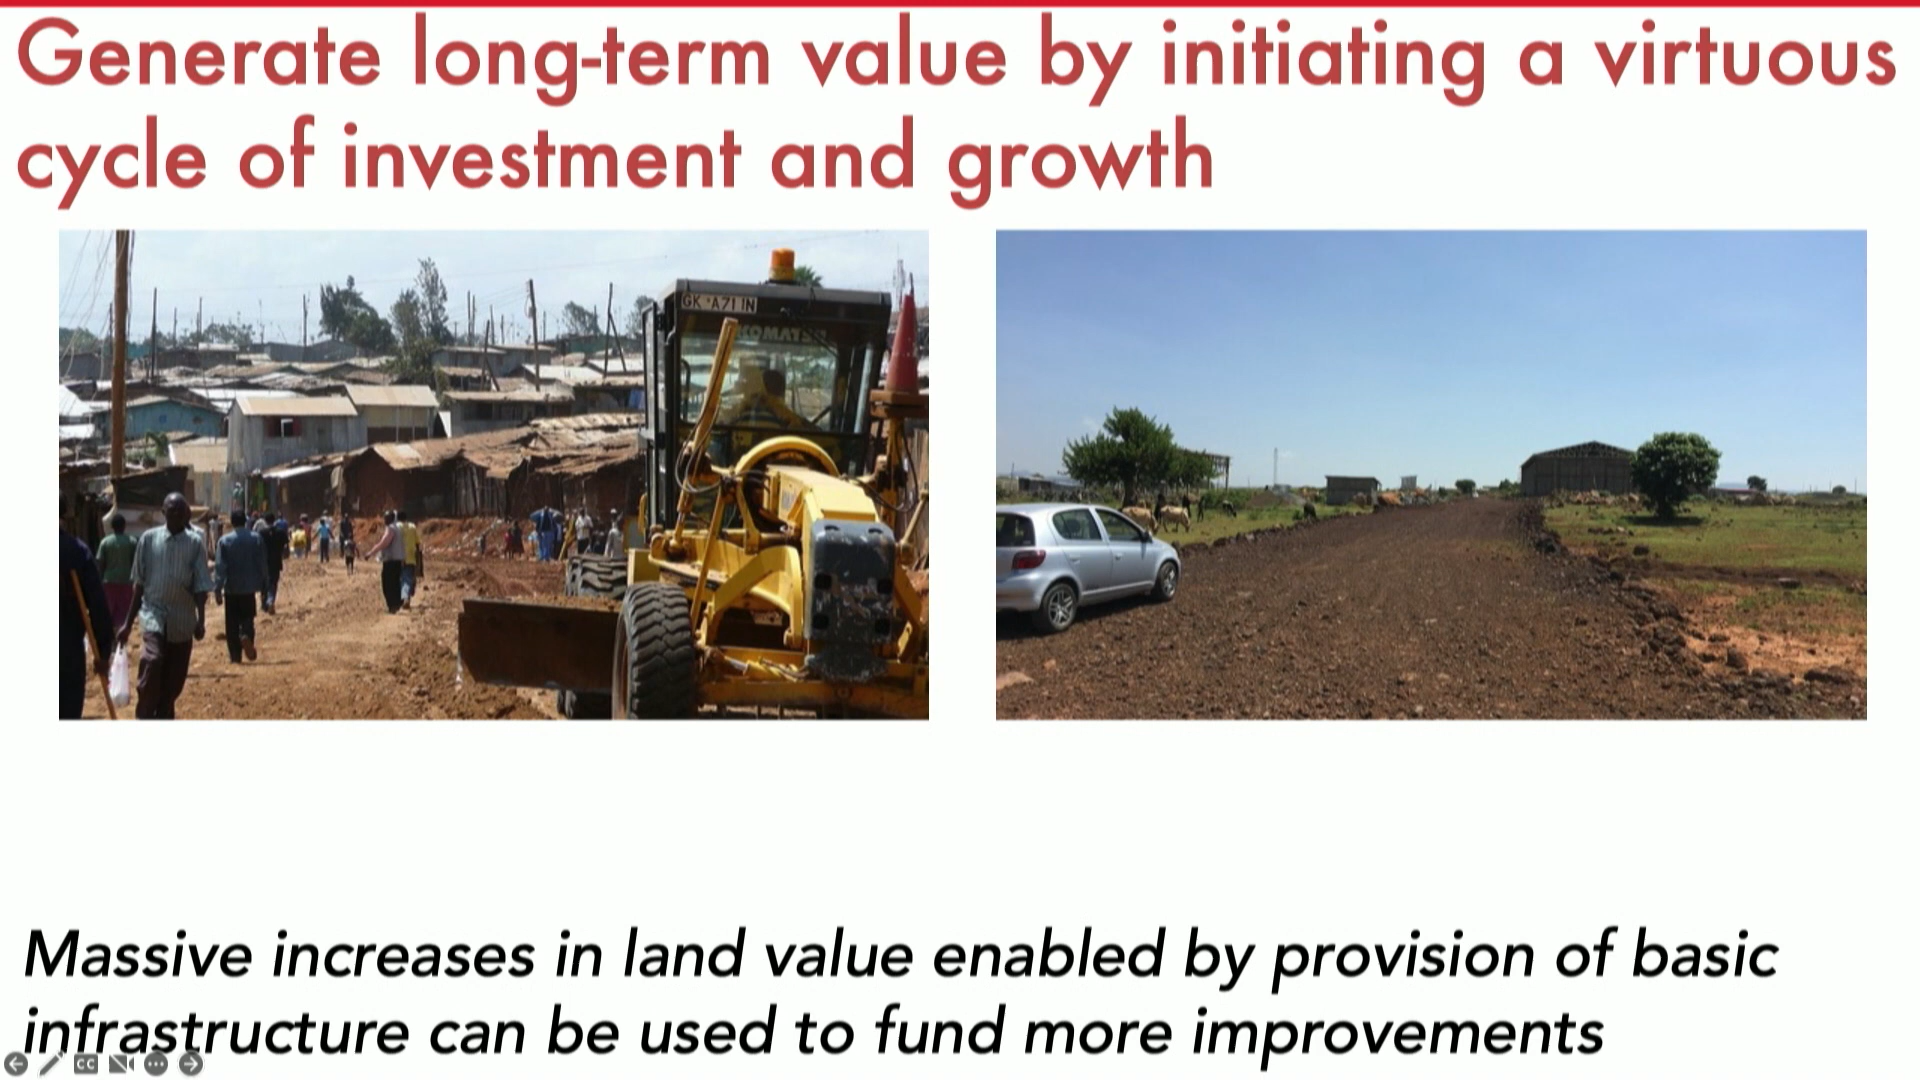 Generate long-term value by initiating a virtuous
cycle of investment and growth
GK A71 IN
KOMATSU
Massive increases in land value enabled by provision of basic
infrastructure can be used to fund more improvements
CC